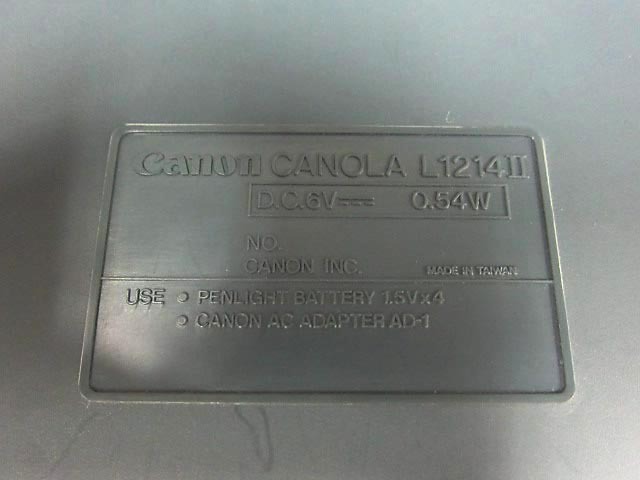 Canon CANOLA L1214II
D.C.6V⎓ 0.54W
NO.
CANON INC. MADE IN TAIWAN
USE • PENLIGHT BATTERY 1.5V×4
• CANON AC ADAPTER AD-1